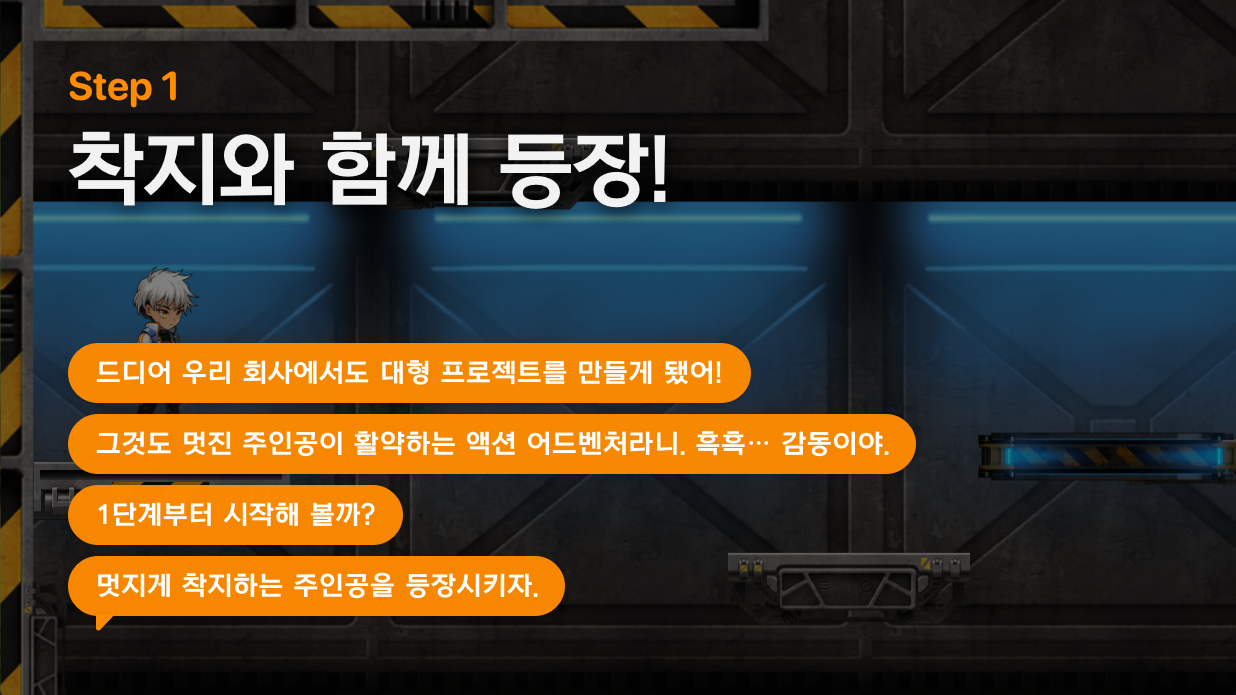 Step 1
착지와 함께 등장!
드디어 우리 회사에서도 대형 프로젝트를 만들게 됐어!
그것도 멋진 주인공이 활약하는 액션 어드벤처라니. 흑흑… 감동이야.
1단계부터 시작해 볼까?
멋지게 착지하는 주인공을 등장시키자.